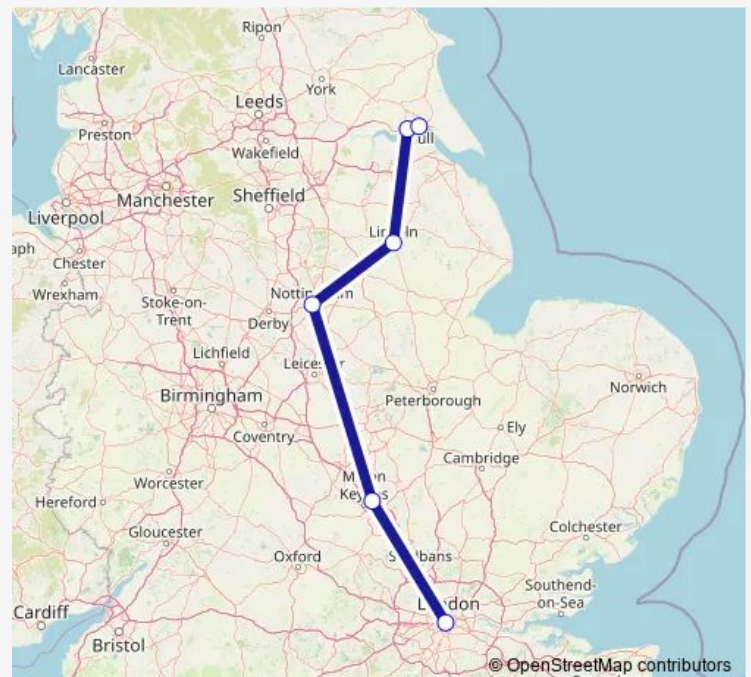 Ripon
Lancaster
York
Leeds
Preston
Wakefield
Manchester
Sheffield
Liverpool
Chester
Wrexham
Stoke-on-
Trent
Derby
Lichfield
Birmingham
Peterborough
Norwich
Coventry
Ely
Cambridge
Worcester
Hereford
Gloucester
Colchester
Oxford
Southend-
on-Sea
Cardiff
Bristol
© OpenStreetMap contributors